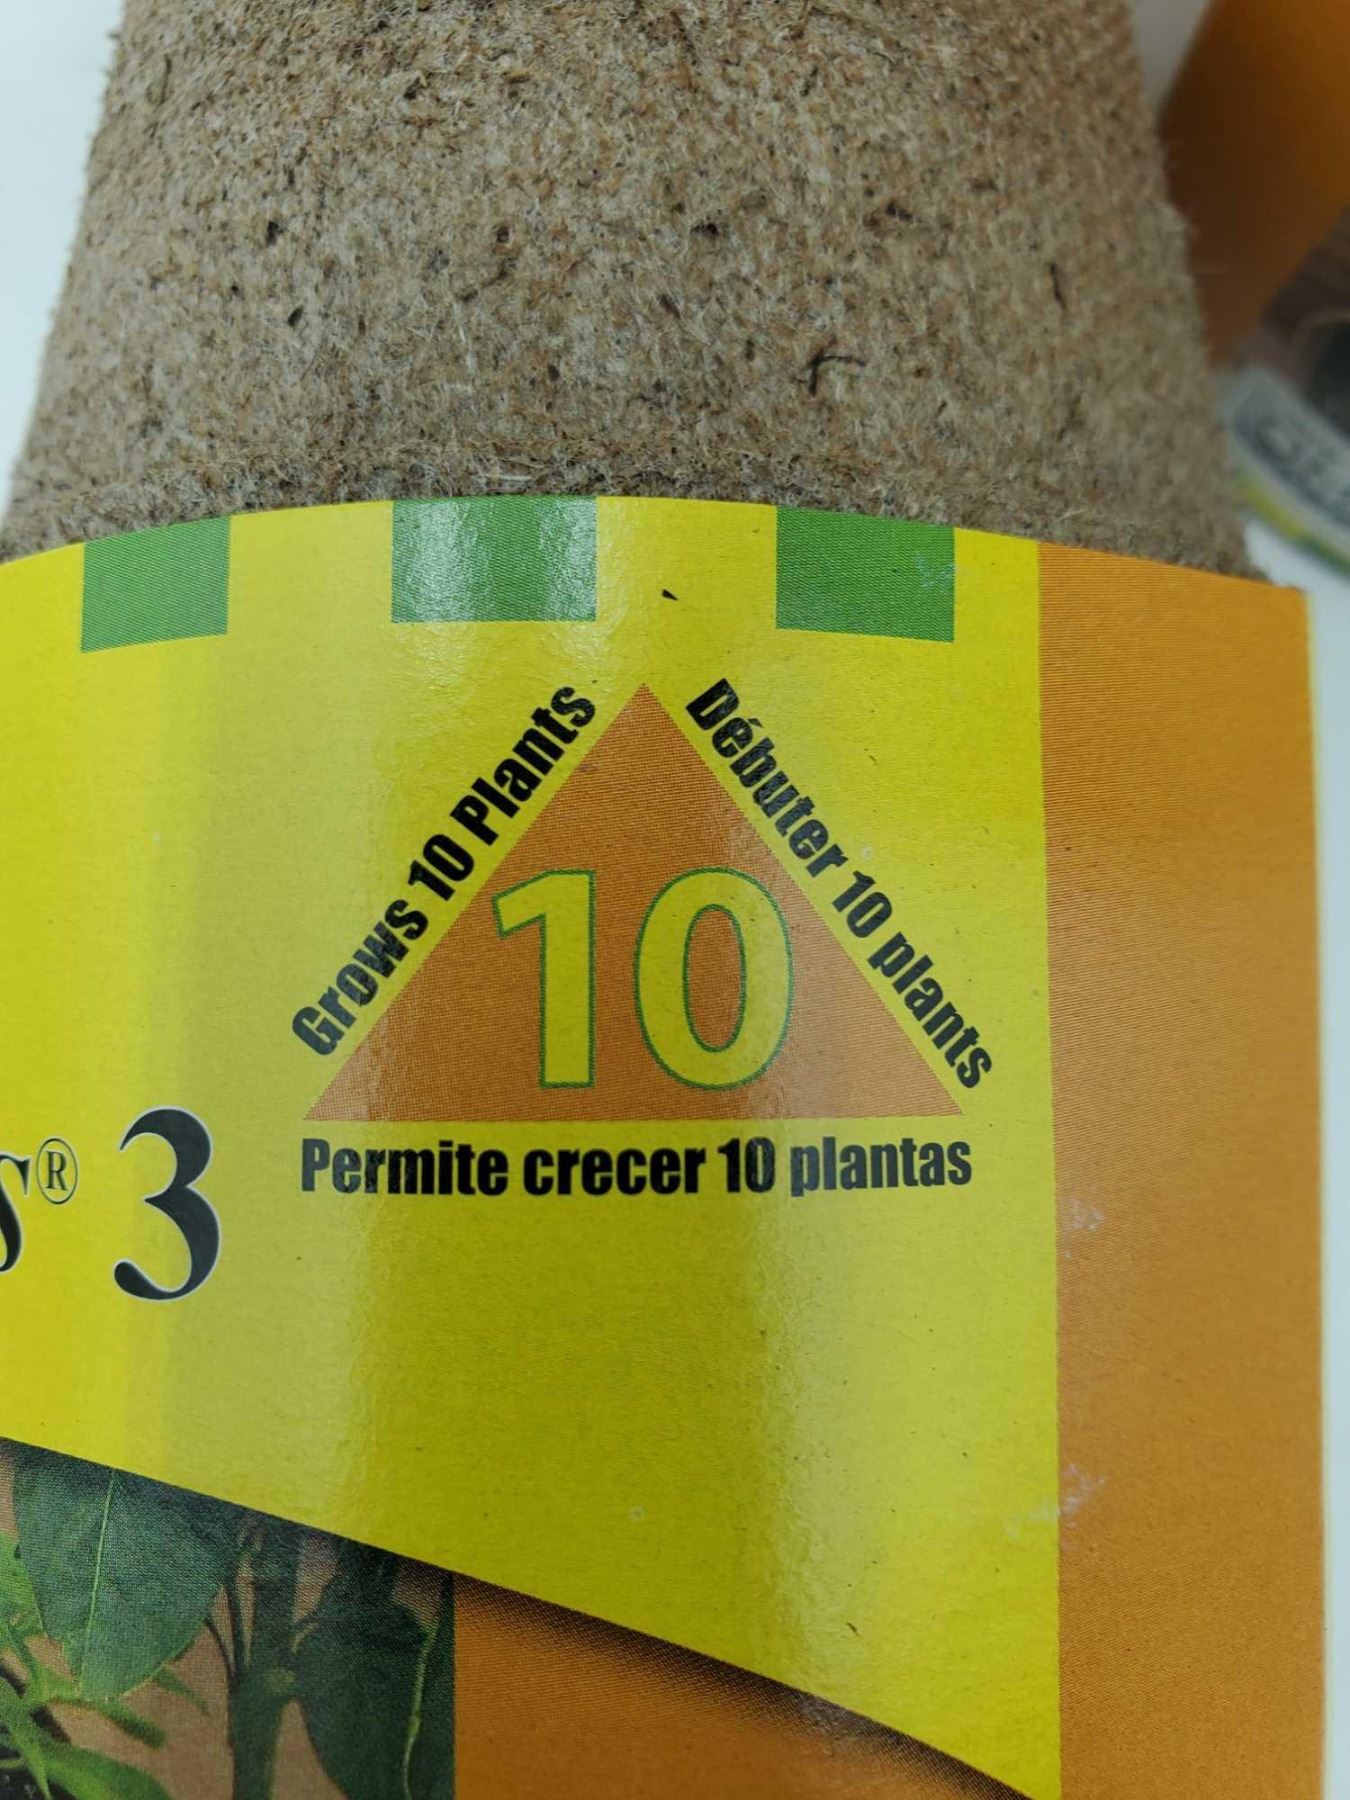 Grows 10 Plants
Débuter 10 plants
10
Permite crecer 10 plantas
s® 3